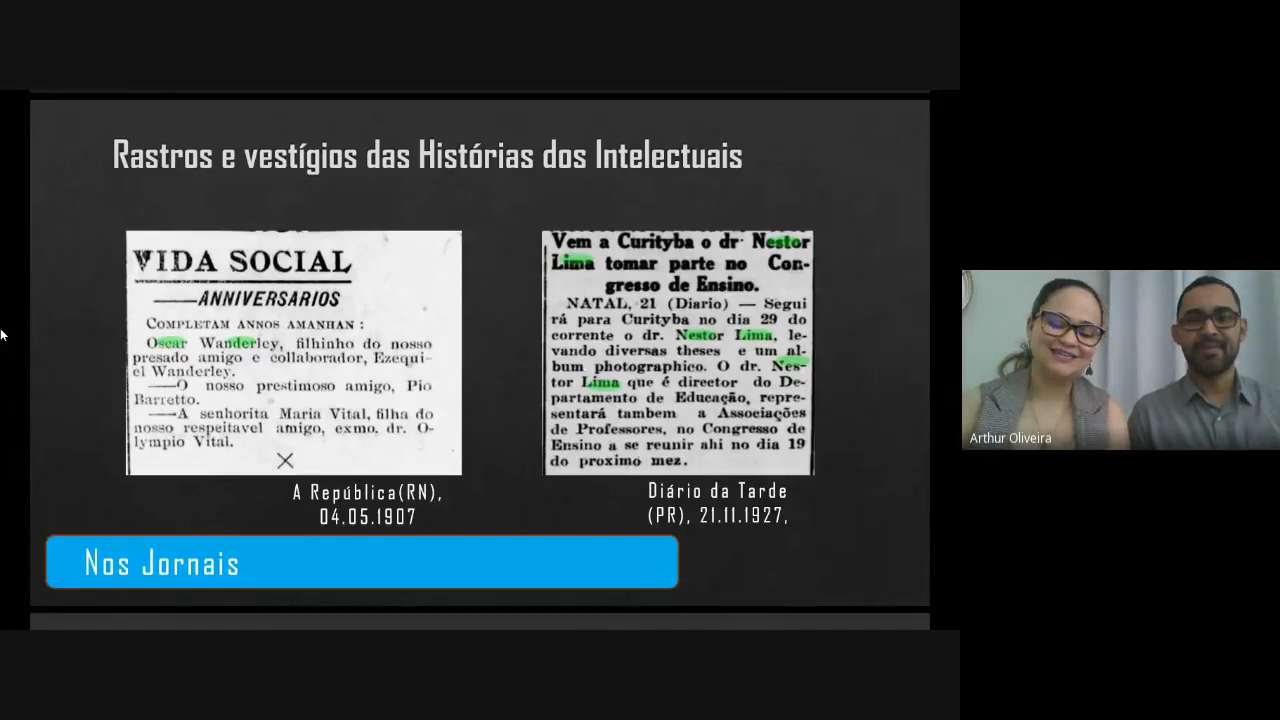 Rastros e vestígios das Histórias dos Intelectuais
VIDA SOCIAL
—ANNIVERSARIOS
COMPLETAM ANNOS AMANHAN :
Oscar Wanderley, filhinho do nosso
presado amigo e collaborador, Ezequi-
el Wanderley.
—O nosso prestimoso amigo, Pio
Barretto.
—A senhorita Maria Vital, filha do
nosso respeitavel amigo, exmo. dr. O-
lympio Vital.
A República(RN),
04.05.1907
Vem a Curityba o dr. Nestor
Lima tomar parte no Con-
gresso de Ensino.
NATAL, 21 (Diario) — Segui
rá para Curityba no dia 29 do
corrente o dr. Nestor Lima, le-
vando diversas theses e um al-
bum photographico. O dr. Nes-
tor Lima que é director do De-
partamento de Educação, repre-
sentará tambem a Associações
de Professores, no Congresso de
Ensino a se reunir ahi no dia 19
do proximo mez.
Diário da Tarde
(PR), 21.11.1927,
Nos Jornais
Arthur Oliveira